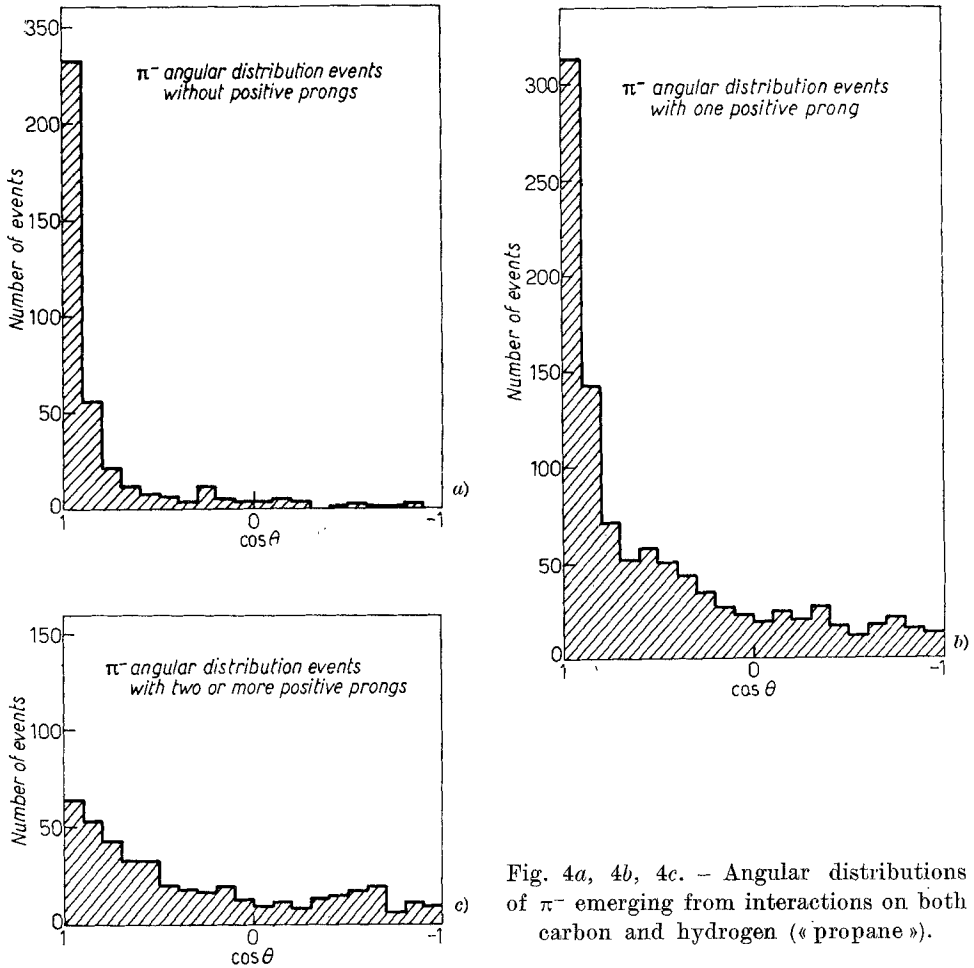 350
π⁻ angular distribution events
without positive prongs
250
150
100
50
0
1
0
-1
Number of events
cos θ
a)
300
π⁻ angular distribution events
with one positive prong
250
200
150
100
50
0
1
0
-1
Number of events
cos θ
b)
150
π⁻ angular distribution events
with two or more positive prongs
100
50
0
1
0
-1
Number of events
cos θ
c)
Fig. 4a, 4b, 4c. – Angular distributions
of π⁻ emerging from interactions on both
carbon and hydrogen (« propane »).